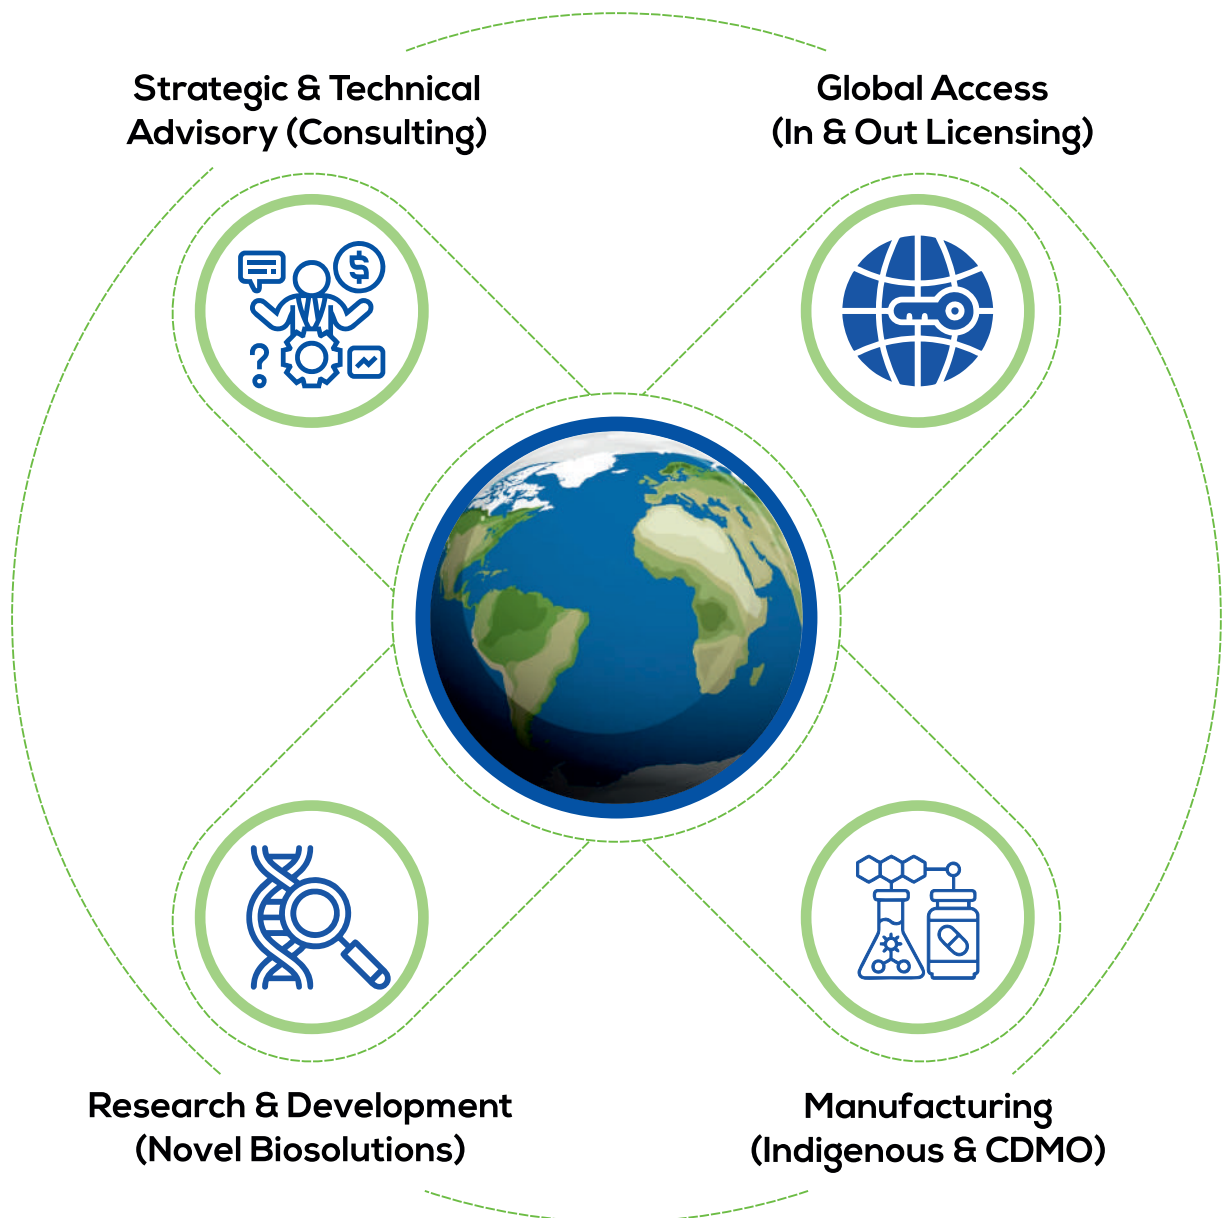 Strategic & Technical
Advisory (Consulting)
Global Access
(In & Out Licensing)
Research & Development
(Novel Biosolutions)
Manufacturing
(Indigenous & CDMO)